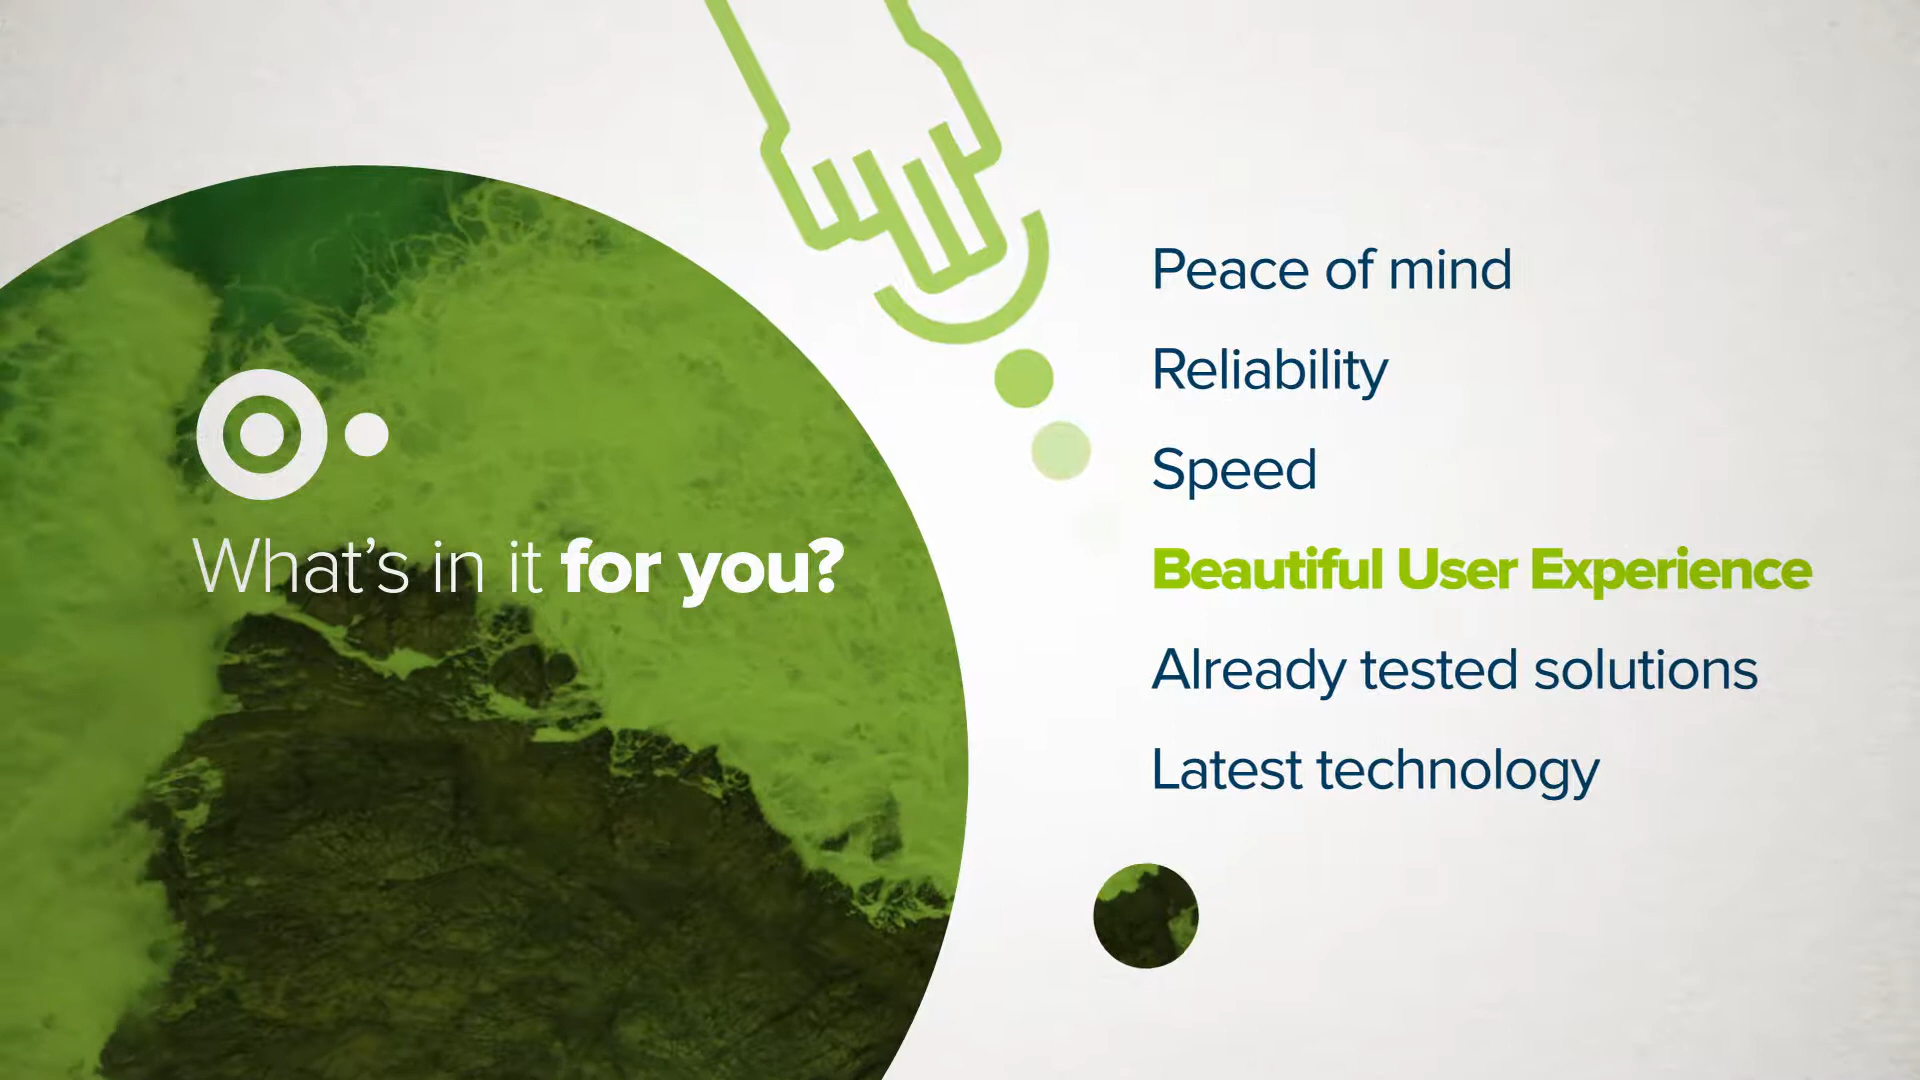 What's in it for you?
Peace of mind
Reliability
Speed
Beautiful User Experience
Already tested solutions
Latest technology